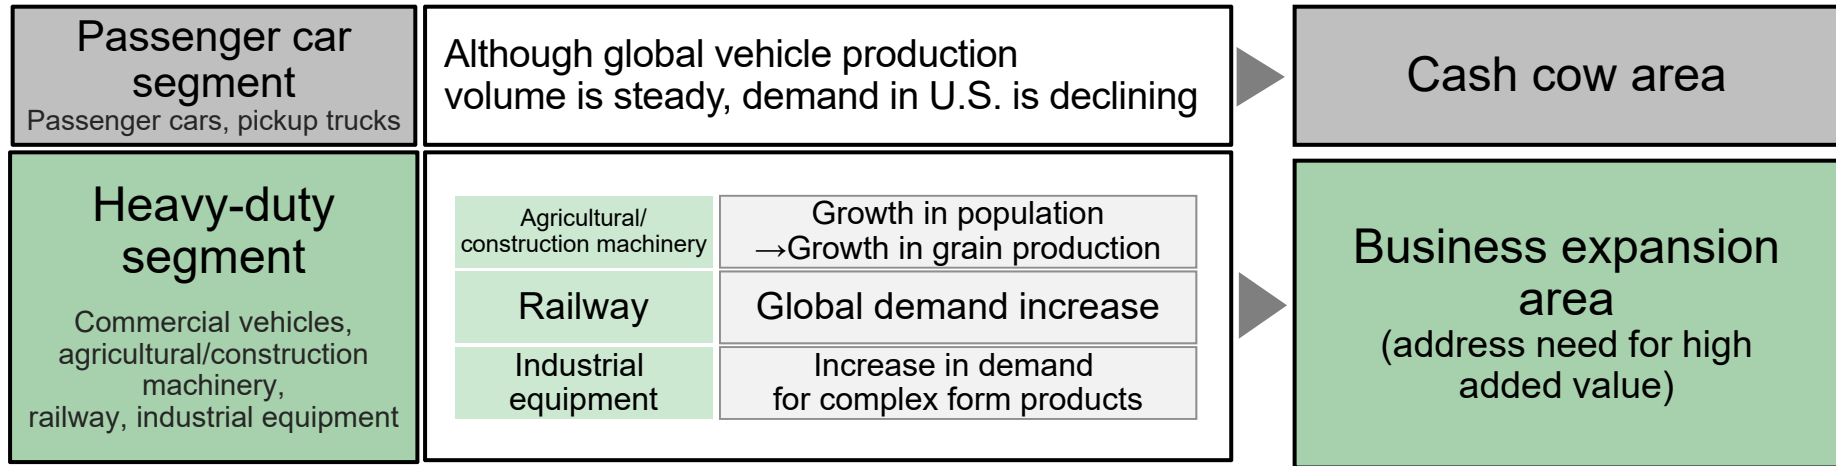 Passenger car
segment
Passenger cars, pickup trucks
Although global vehicle production
volume is steady, demand in U.S. is declining
Cash cow area
Heavy-duty
segment
Commercial vehicles,
agricultural/construction
machinery,
railway, industrial equipment
Agricultural/
construction machinery
Growth in population
→Growth in grain production
Railway
Global demand increase
Industrial
equipment
Increase in demand
for complex form products
Business expansion
area
(address need for high
added value)